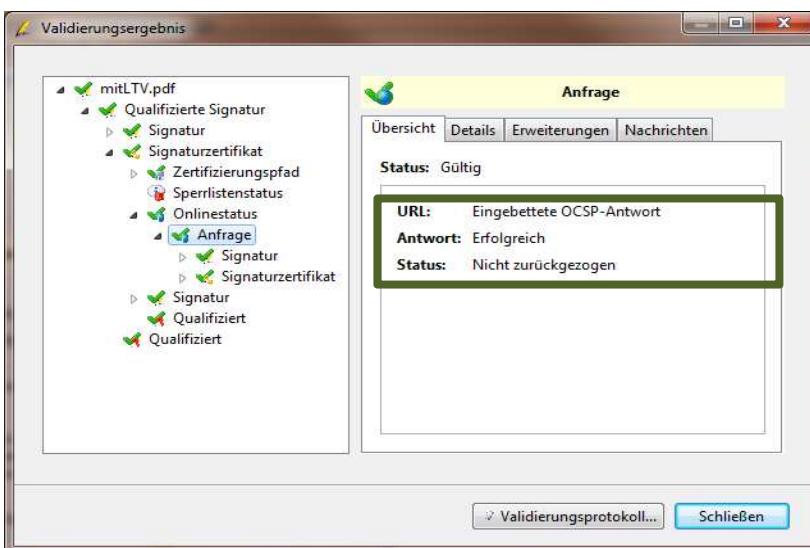 Validierungsergebnis
mitLTV.pdf
Qualifizierte Signatur
Signatur
Signaturzertifikat
Zertifizierungspfad
Sperrlistenstatus
Onlinestatus
Anfrage
Signatur
Signaturzertifikat
Signatur
Qualifiziert
Qualifiziert
Anfrage
Übersicht Details Erweiterungen Nachrichten
Status: Gültig
URL: Eingebettete OCSP-Antwort
Antwort: Erfolgreich
Status: Nicht zurückgezogen
Validierungsprotokoll... Schließen